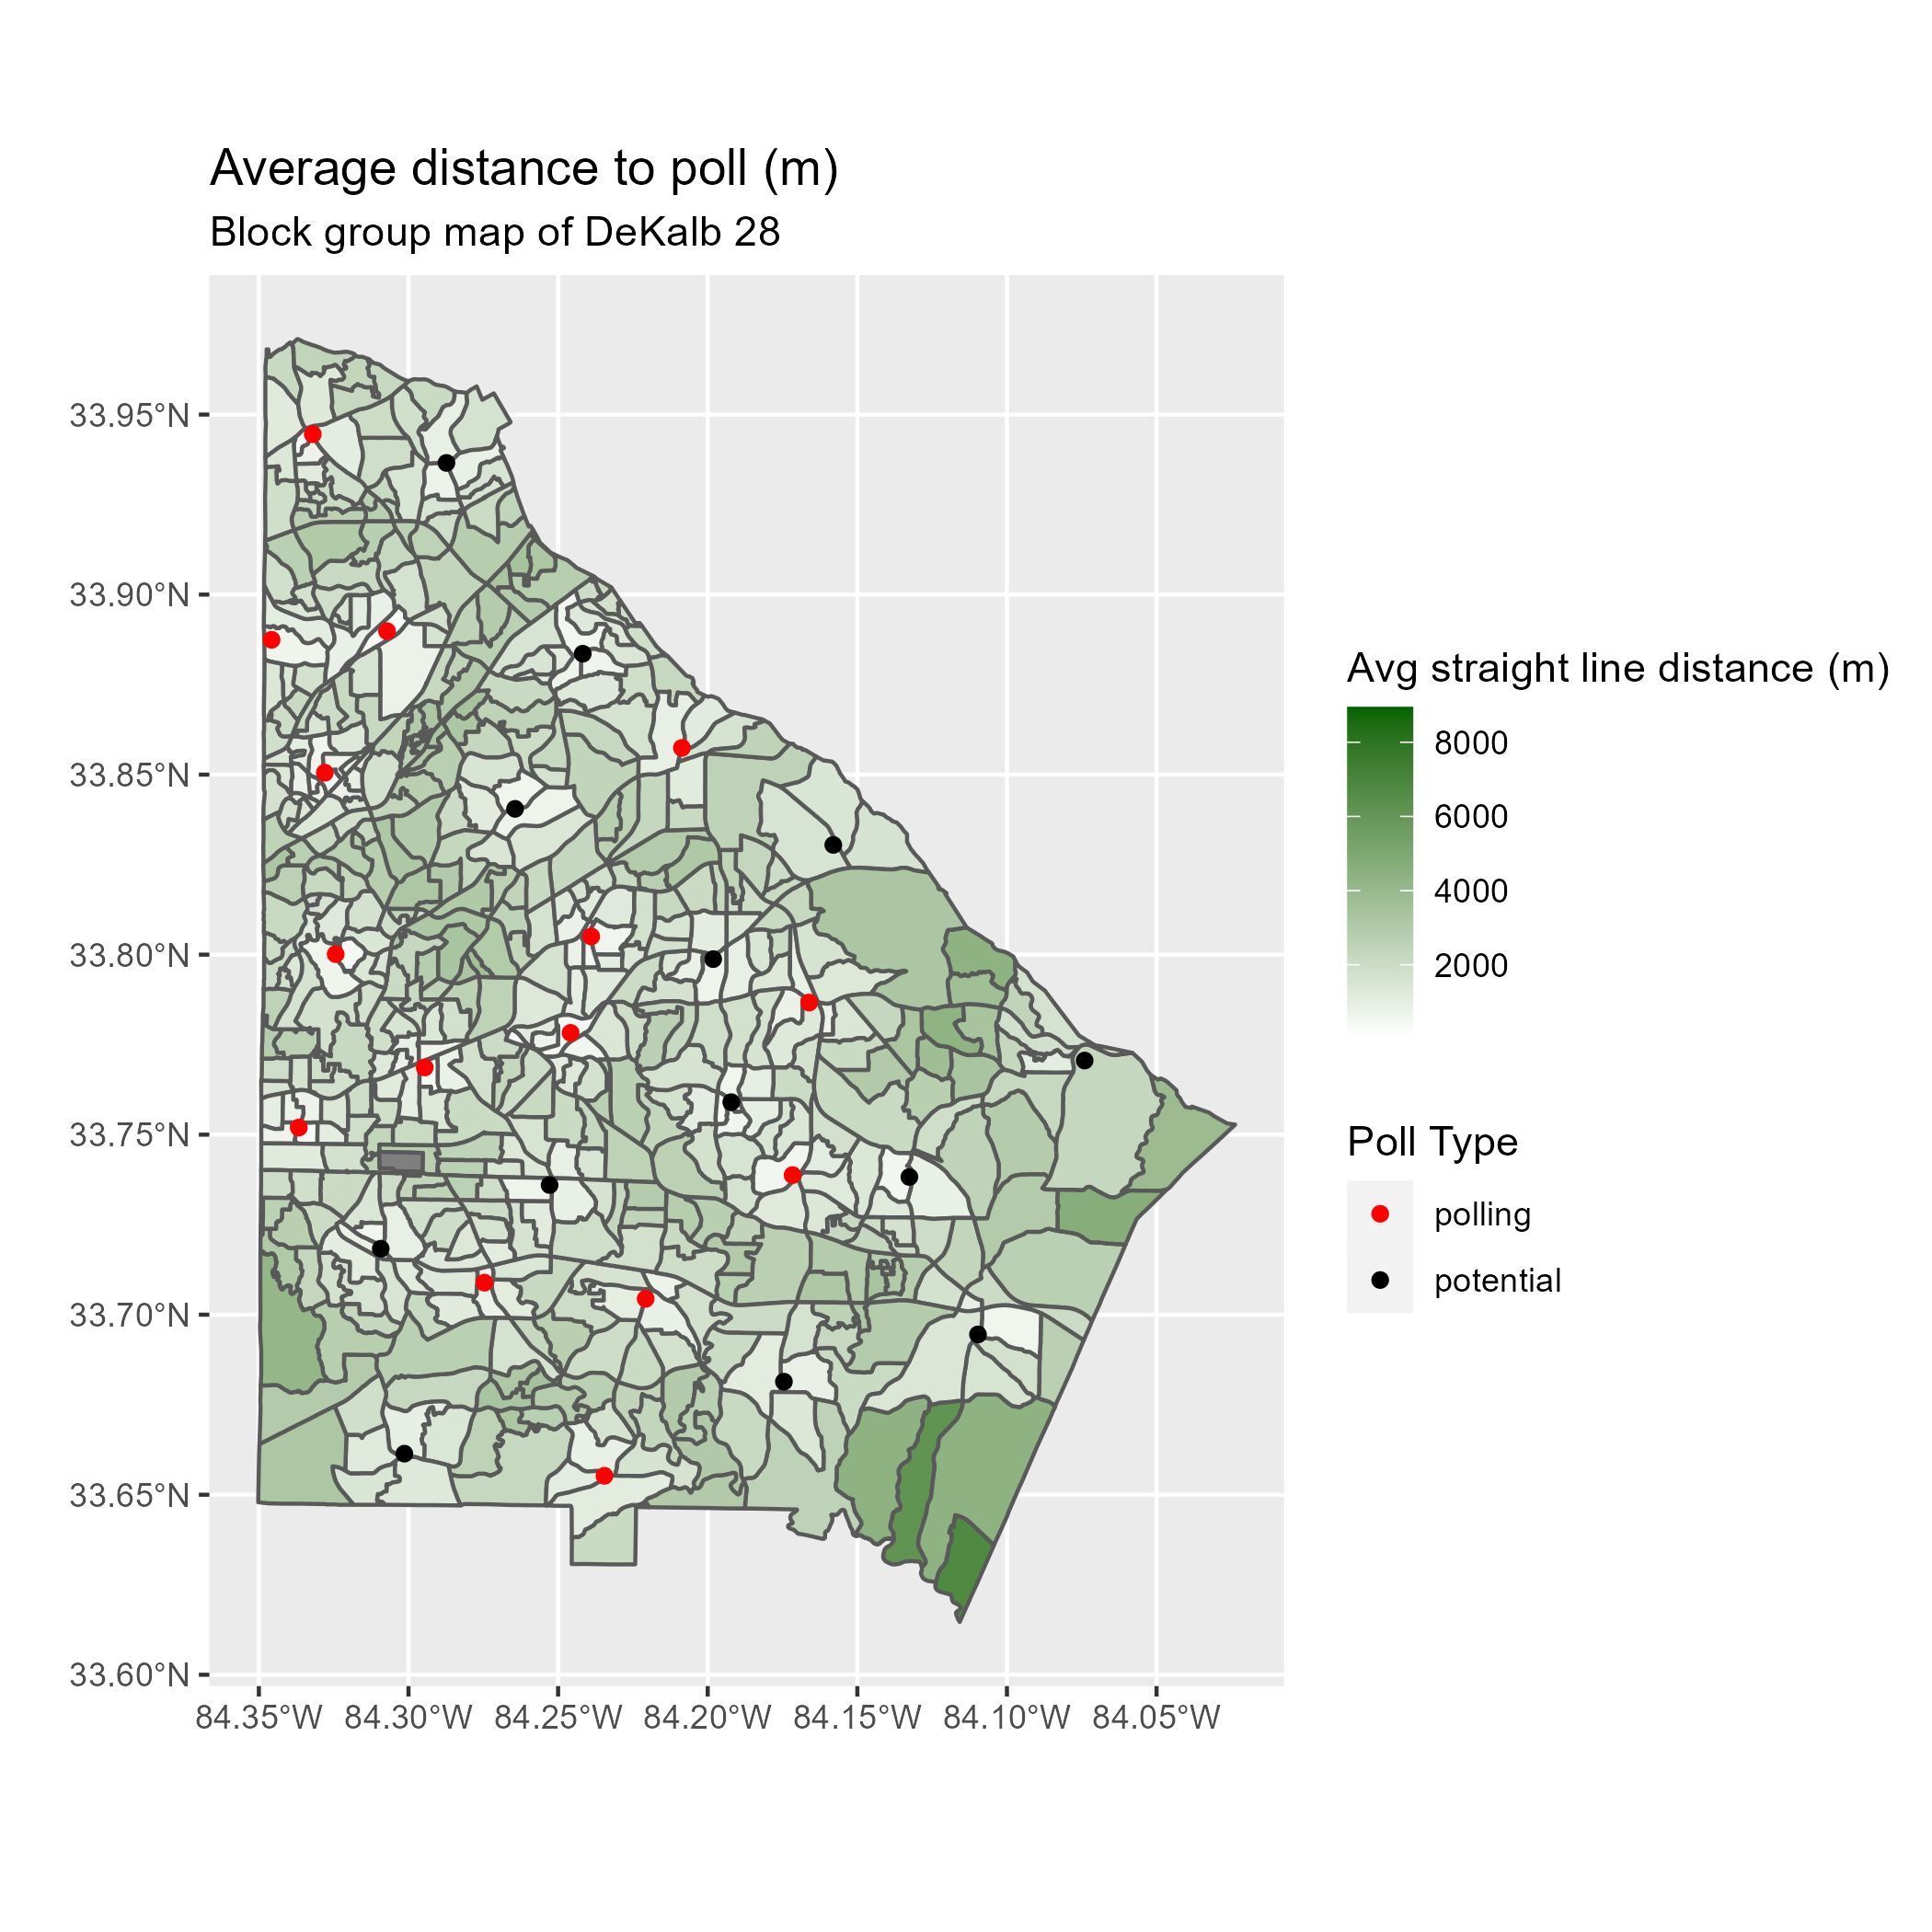 Average distance to poll (m)
Block group map of DeKalb 28
33.95°N
33.90°N
33.85°N
33.80°N
33.75°N
33.70°N
33.65°N
33.60°N
84.35°W 84.30°W 84.25°W 84.20°W 84.15°W 84.10°W 84.05°W
Avg straight line distance (m)
8000
6000
4000
2000
Poll Type
polling
potential